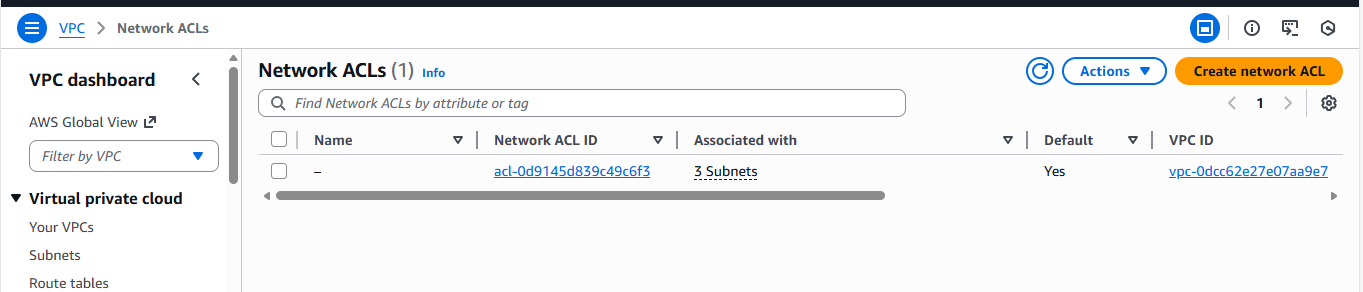 VPC > Network ACLs
VPC dashboard
AWS Global View
Filter by VPC
Virtual private cloud
Your VPCs
Subnets
Route tables
Network ACLs (1) Info
Actions
Create network ACL
Find Network ACLs by attribute or tag
1
Name Network ACL ID Associated with Default VPC ID
– acl-0d9145d839c49c6f3 3 Subnets Yes vpc-0dcc62e27e07aa9e7